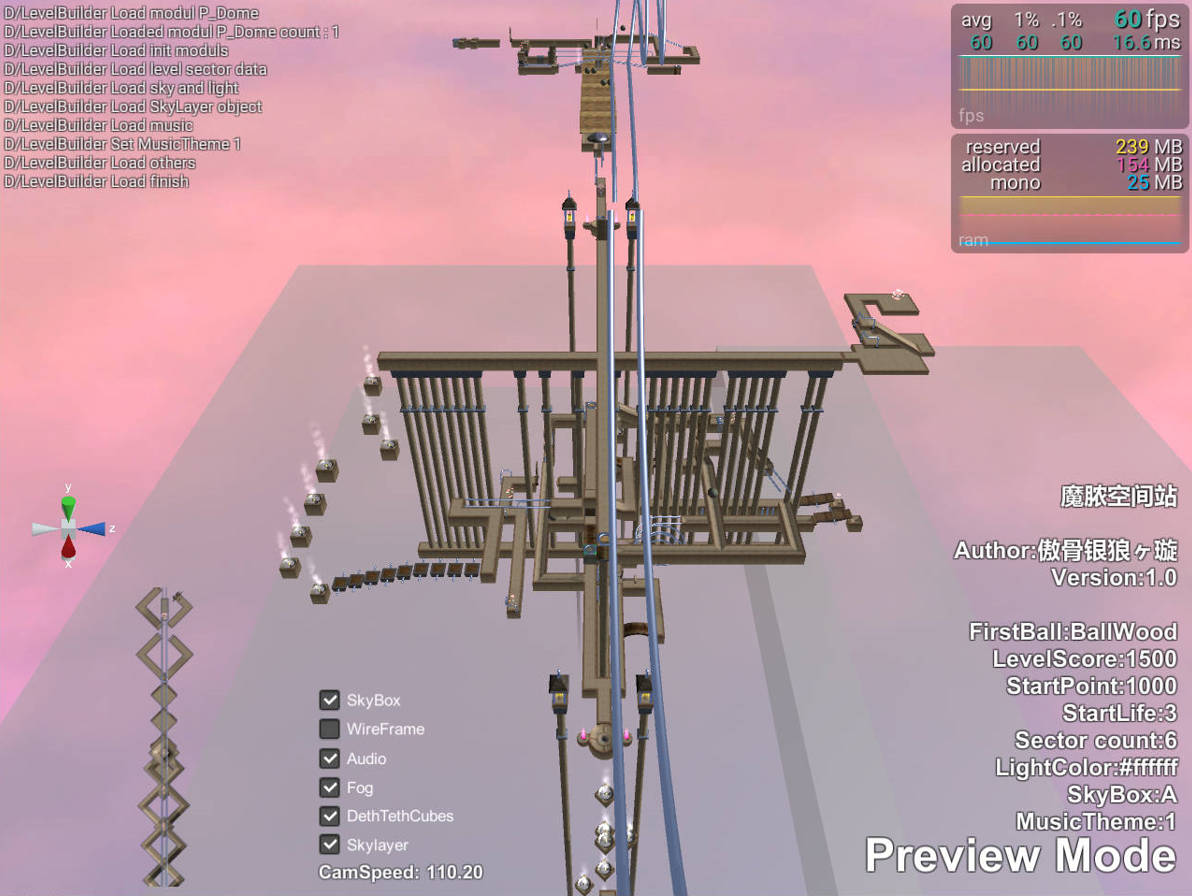 D/LevelBuilder Load modul P_Dome
D/LevelBuilder Loaded modul P_Dome count : 1
D/LevelBuilder Load init moduls
D/LevelBuilder Load level sector data
D/LevelBuilder Load sky and light
D/LevelBuilder Load SkyLayer object
D/LevelBuilder Load music
D/LevelBuilder Set MusicTheme 1
D/LevelBuilder Load others
D/LevelBuilder Load finish
avg 1% .1% 60 fps
60 60 60 16.6 ms
fps
reserved 239 MB
allocated 154 MB
mono 25 MB
ram
y
z
x
魔脓空间站
Author:傲骨银狼ヶ璇
Version:1.0
FirstBall:BallWood
LevelScore:1500
StartPoint:1000
StartLife:3
Sector count:6
LightColor:#ffffff
SkyBox:A
MusicTheme:1
Preview Mode
SkyBox
WireFrame
Audio
Fog
DethTethCubes
Skylayer
CamSpeed: 110.20